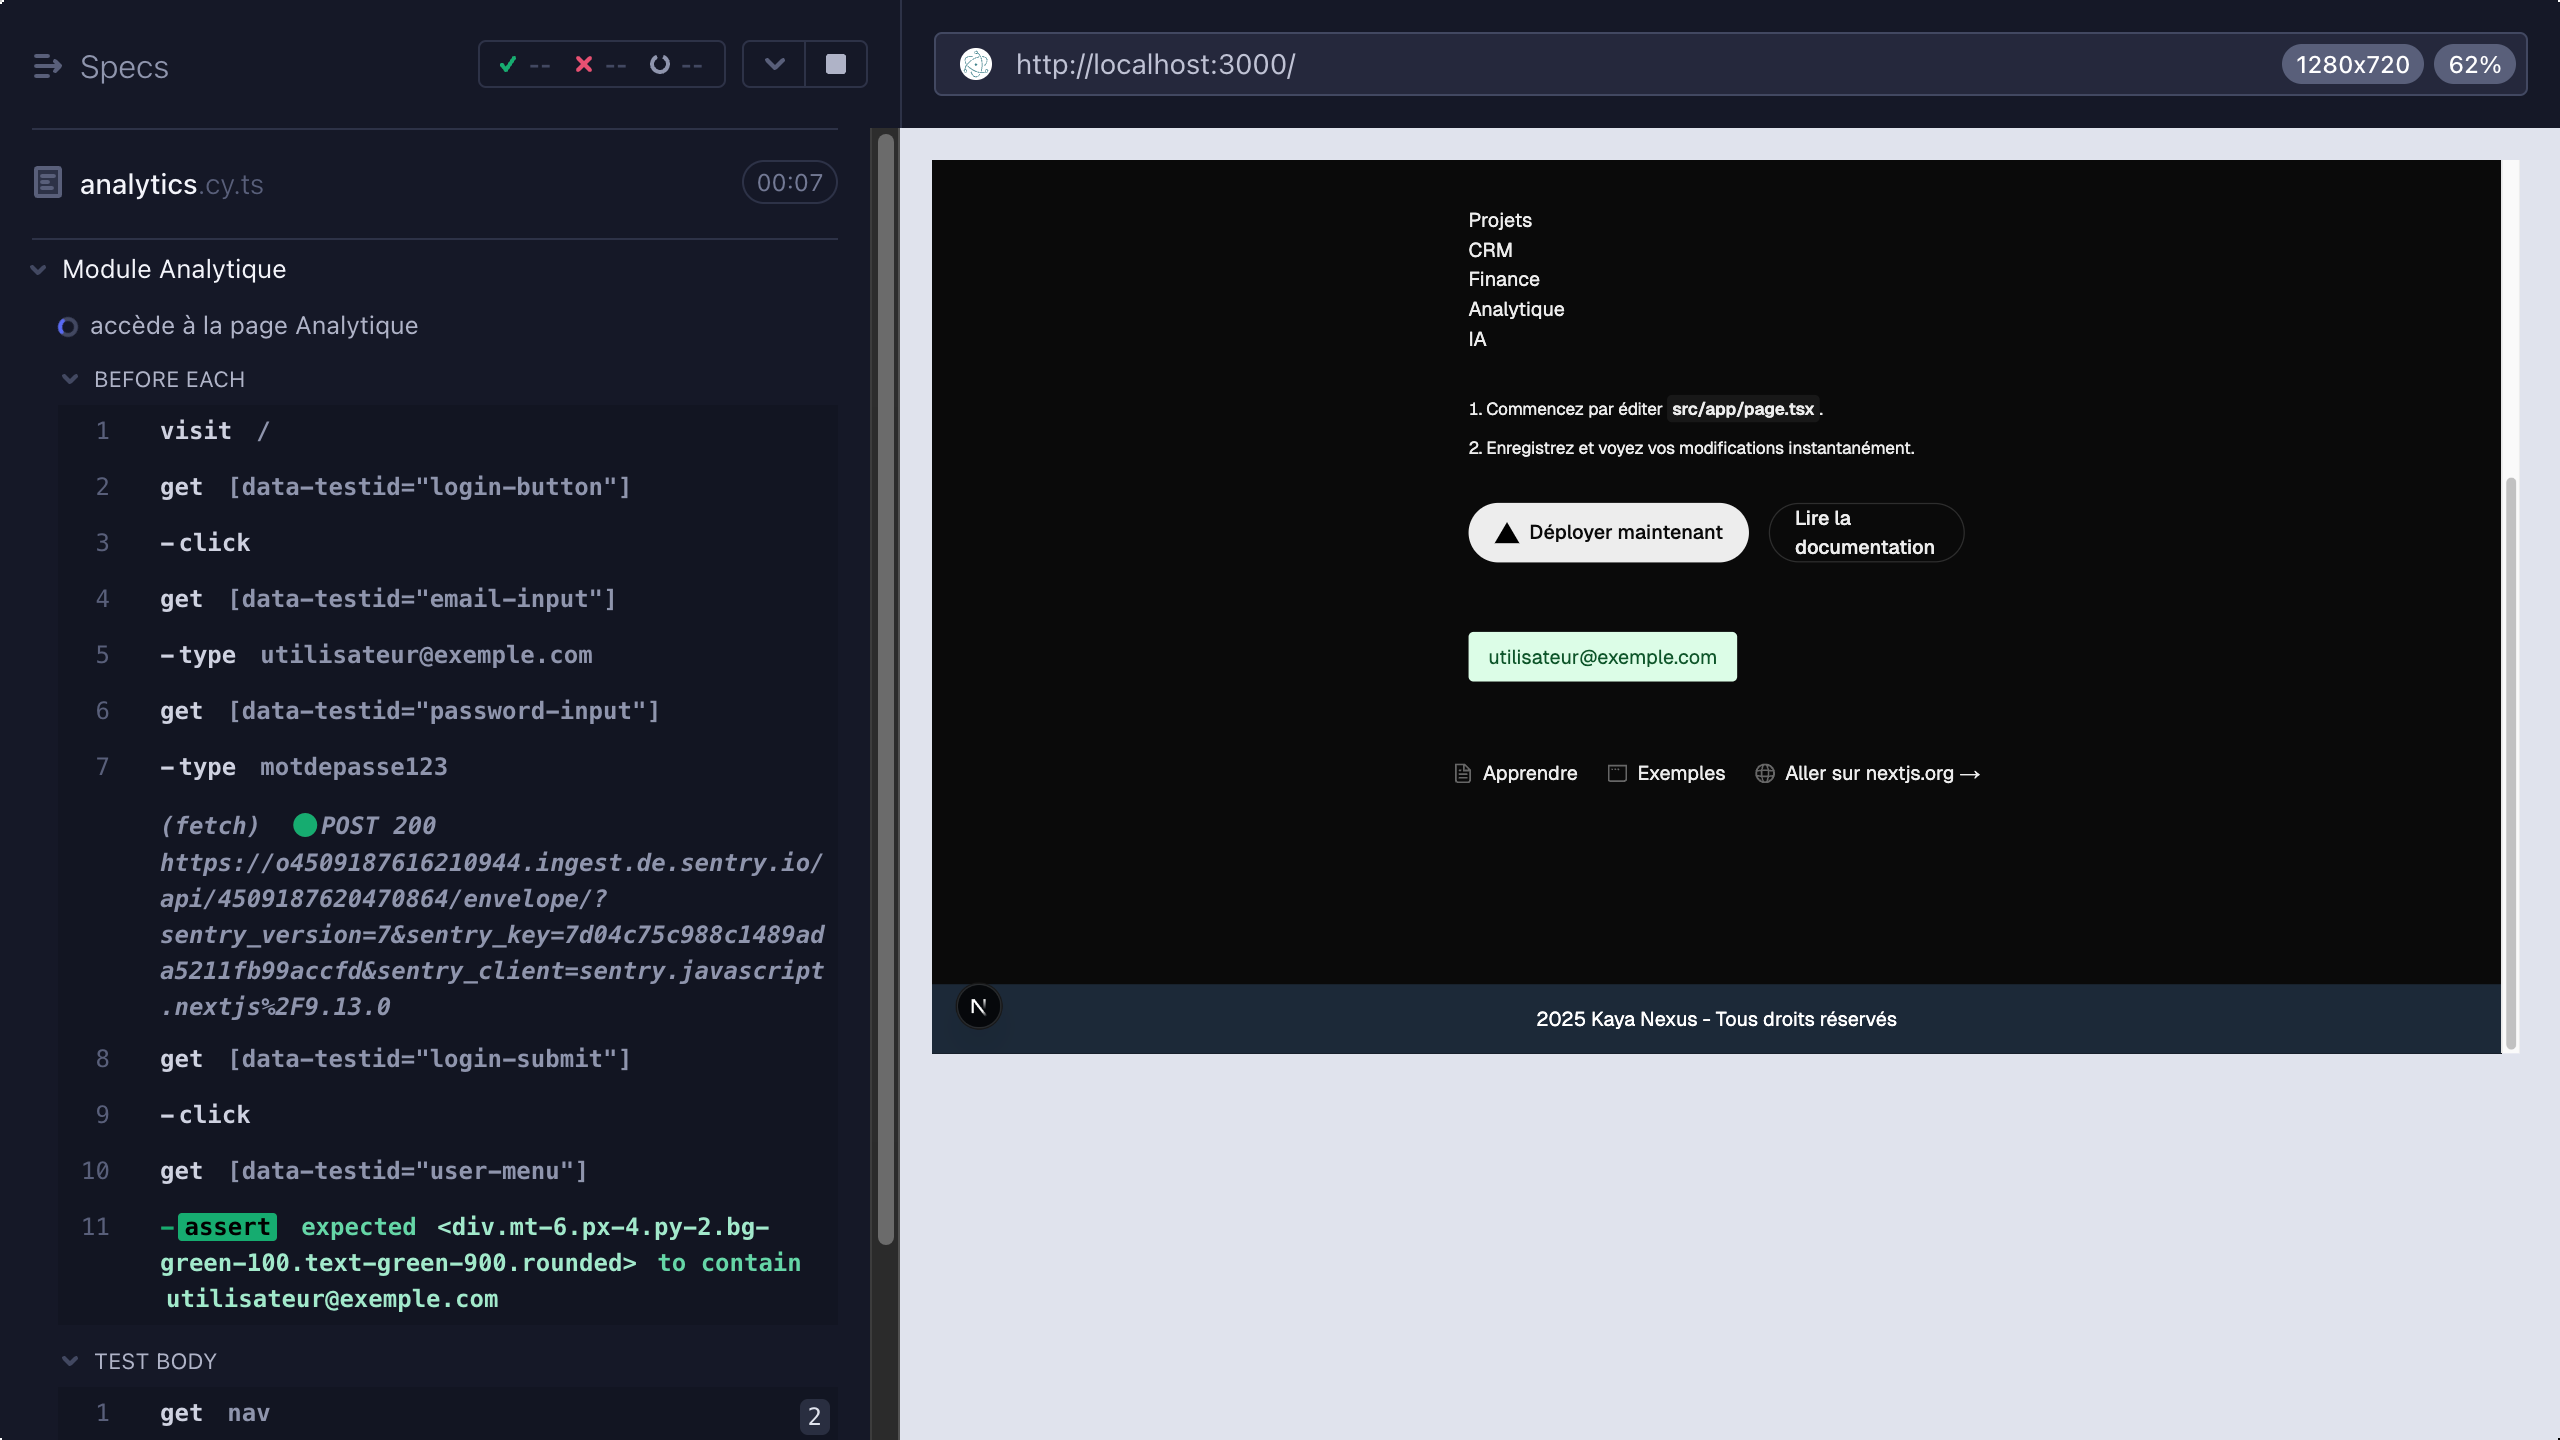 Specs
-- -- --
analytics.cy.ts
00:07
Module Analytique
accède à la page Analytique
BEFORE EACH
1 visit /
2 get [data-testid="login-button"]
3 -click
4 get [data-testid="email-input"]
5 -type utilisateur@exemple.com
6 get [data-testid="password-input"]
7 -type motdepasse123
(fetch) POST 200
https://o4509187616210944.ingest.de.sentry.io/
api/4509187620470864/envelope/?
sentry_version=7&sentry_key=7d04c75c988c1489ad
a5211fb99accfd&sentry_client=sentry.javascript
.nextjs%2F9.13.0
8 get [data-testid="login-submit"]
9 -click
10 get [data-testid="user-menu"]
11 -assert expected <div.mt-6.px-4.py-2.bg-
green-100.text-green-900.rounded> to contain
utilisateur@exemple.com
TEST BODY
1 get nav 2
http://localhost:3000/
1280x720
62%
Projets
CRM
Finance
Analytique
IA
1. Commencez par éditer src/app/page.tsx .
2. Enregistrez et voyez vos modifications instantanément.
Déployer maintenant
Lire la
documentation
utilisateur@exemple.com
Apprendre
Exemples
Aller sur nextjs.org →
N
2025 Kaya Nexus - Tous droits réservés